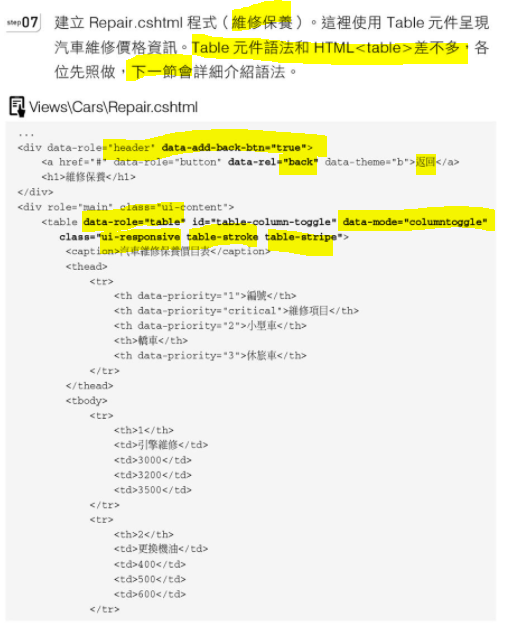 step07 建立 Repair.cshtml 程式（維修保養）。這裡使用 Table 元件呈現
汽車維修價格資訊。Table 元件語法和 HTML<table>差不多，各
位先照做，下一節會詳細介紹語法。
Views\Cars\Repair.cshtml
...
<div data-role="header" data-add-back-btn="true">
<a href="#" data-role="button" data-rel="back" data-theme="b">返回</a>
<h1>維修保養</h1>
</div>
<div role="main" class="ui-content">
<table data-role="table" id="table-column-toggle" data-mode="columntoggle"
class="ui-responsive table-stroke table-stripe">
<caption>汽車維修保養價目表</caption>
<thead>
<tr>
<th data-priority="1">編號</th>
<th data-priority="critical">維修項目</th>
<th data-priority="2">小型車</th>
<th>轎車</th>
<th data-priority="3">休旅車</th>
</tr>
</thead>
<tbody>
<tr>
<th>1</th>
<td>引擎維修</td>
<td>3000</td>
<td>3200</td>
<td>3500</td>
</tr>
<tr>
<th>2</th>
<td>更換機油</td>
<td>400</td>
<td>500</td>
<td>600</td>
</tr>